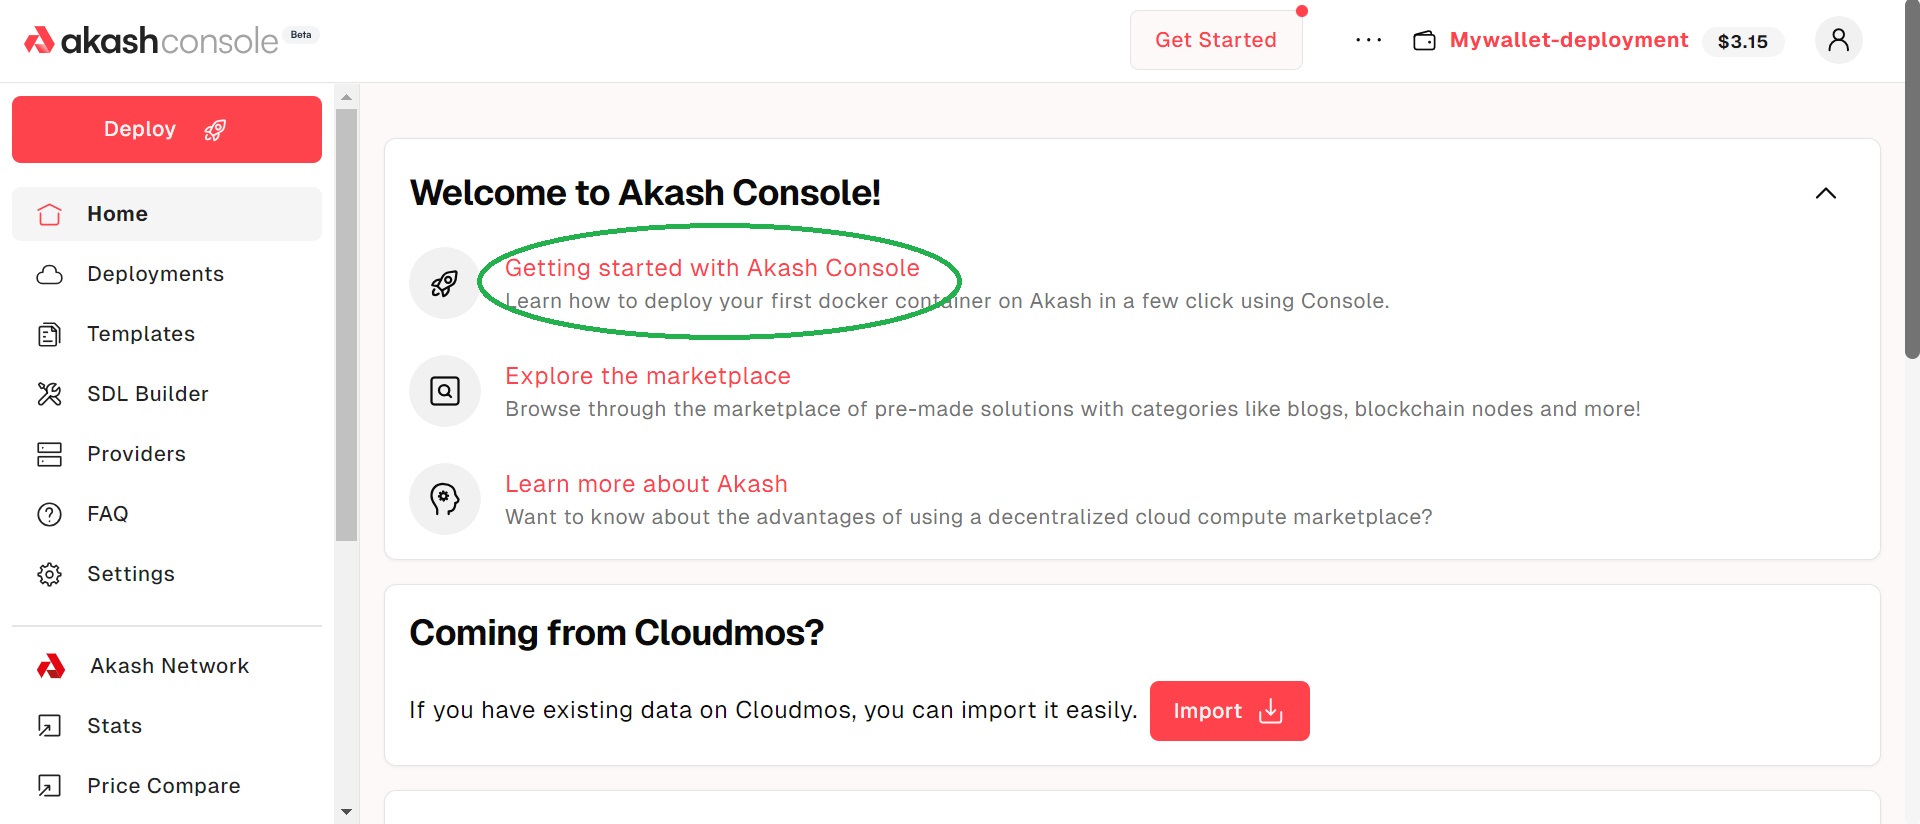 akashconsole Beta
Get Started
...
Mywallet-deployment
$3.15
Deploy
Home
Deployments
Templates
SDL Builder
Providers
FAQ
Settings
Akash Network
Stats
Price Compare
Welcome to Akash Console!
Getting started with Akash Console
Learn how to deploy your first docker container on Akash in a few click using Console.
Explore the marketplace
Browse through the marketplace of pre-made solutions with categories like blogs, blockchain nodes and more!
Learn more about Akash
Want to know about the advantages of using a decentralized cloud compute marketplace?
Coming from Cloudmos?
If you have existing data on Cloudmos, you can import it easily.
Import